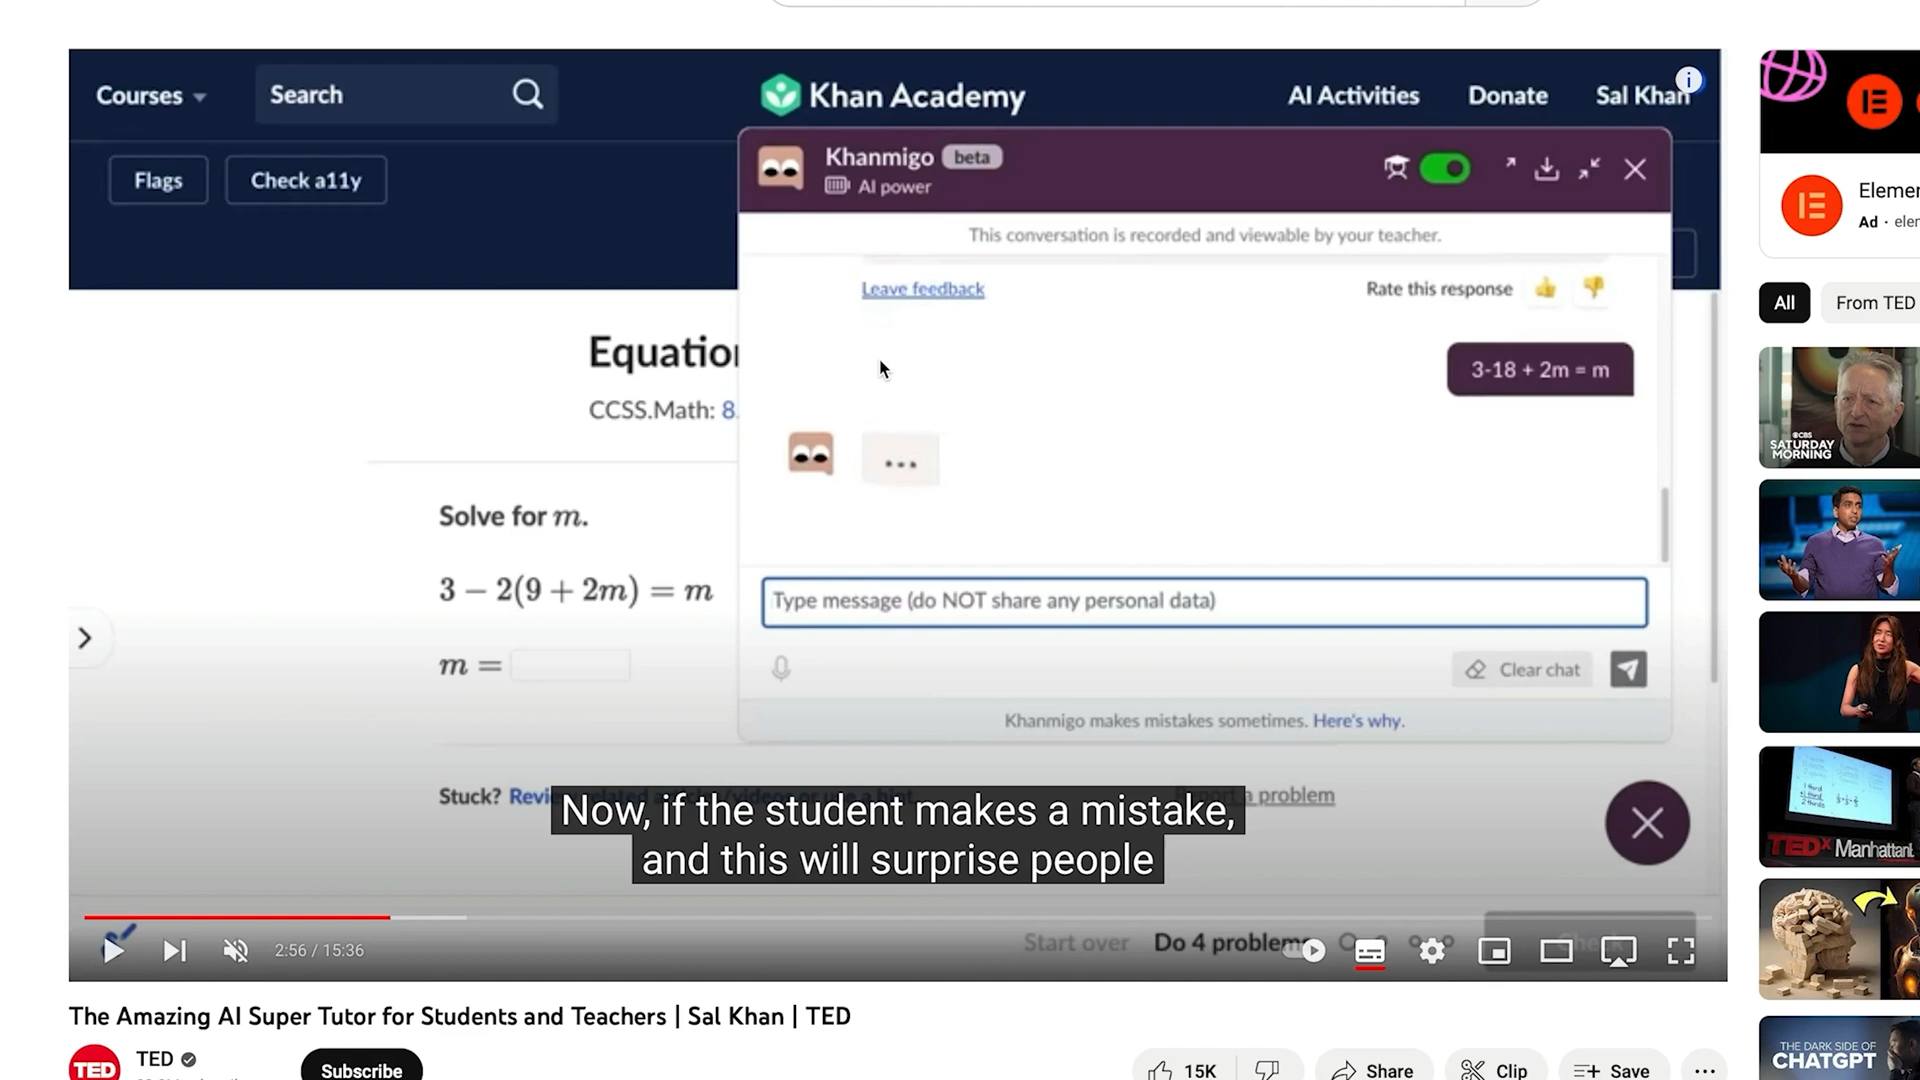 Courses
Search
Khan Academy
AI Activities
Donate
Sal Khan
Flags
Check a11y
Khanmigo beta
AI power
This conversation is recorded and viewable by your teacher.
Leave feedback
Rate this response
3-18 + 2m = m
Equation
CCSS.Math: 8.
Solve for m.
3 − 2(9 + 2m) = m
m =
Type message (do NOT share any personal data)
Clear chat
Khanmigo makes mistakes sometimes. Here's why.
Stuck?
a problem
Now, if the student makes a mistake,
and this will surprise people
2:56 / 15:36
Start over
Do 4 problems
The Amazing AI Super Tutor for Students and Teachers | Sal Khan | TED
TED
TED
Subscribe
15K
Share
Clip
Save
Ad
All
From TED
CBS
SATURDAY
MORNING
TEDx Manhattan
THE DARK SIDE OF
CHATGPT